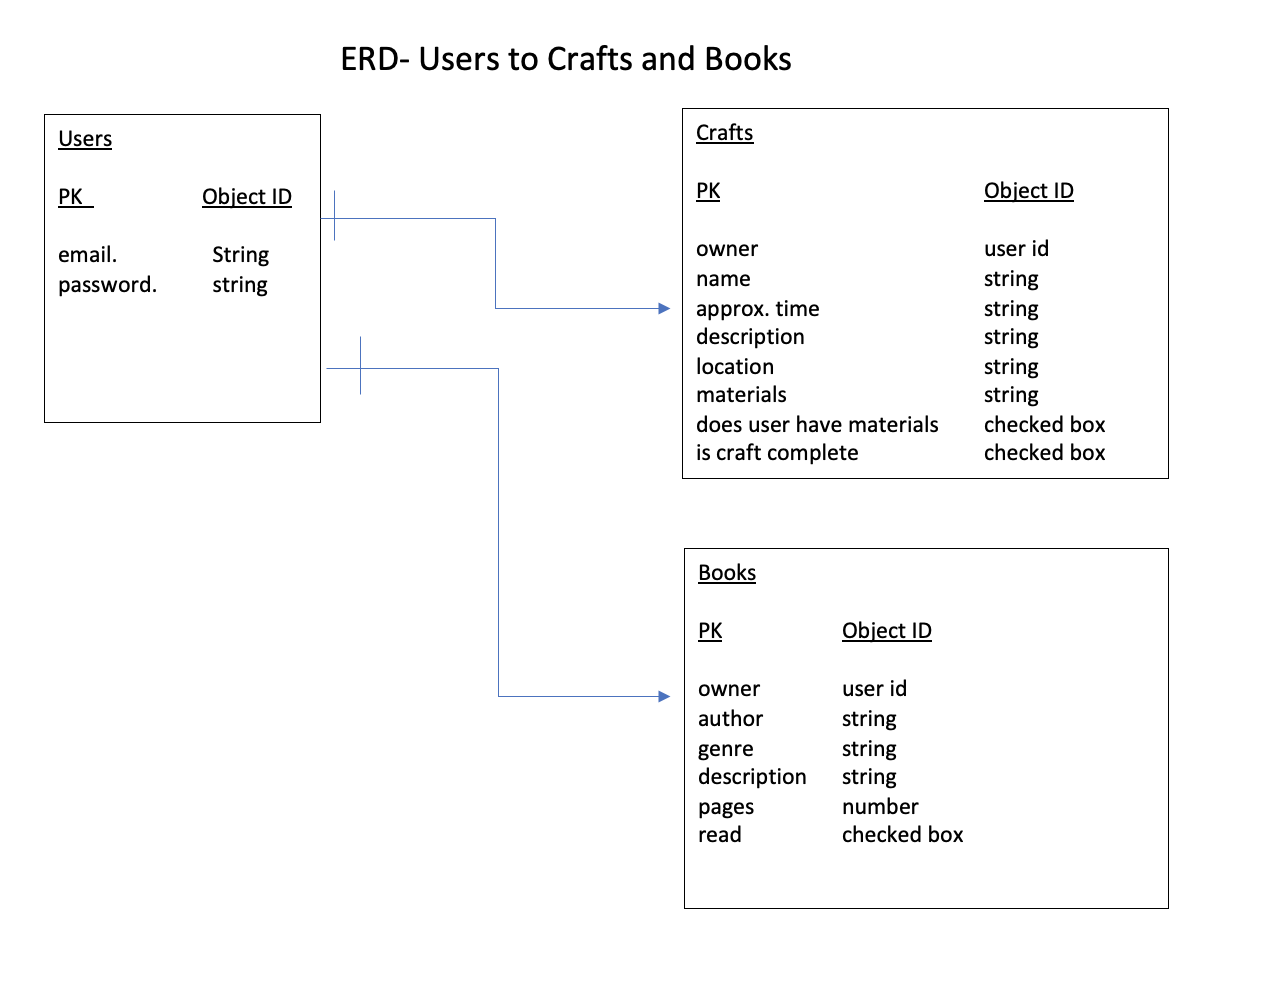 ERD- Users to Crafts and Books
Users
PK Object ID
email. String
password. string
Crafts
PK Object ID
owner user id
name string
approx. time string
description string
location string
materials string
does user have materials checked box
is craft complete checked box
Books
PK Object ID
owner user id
author string
genre string
description string
pages number
read checked box